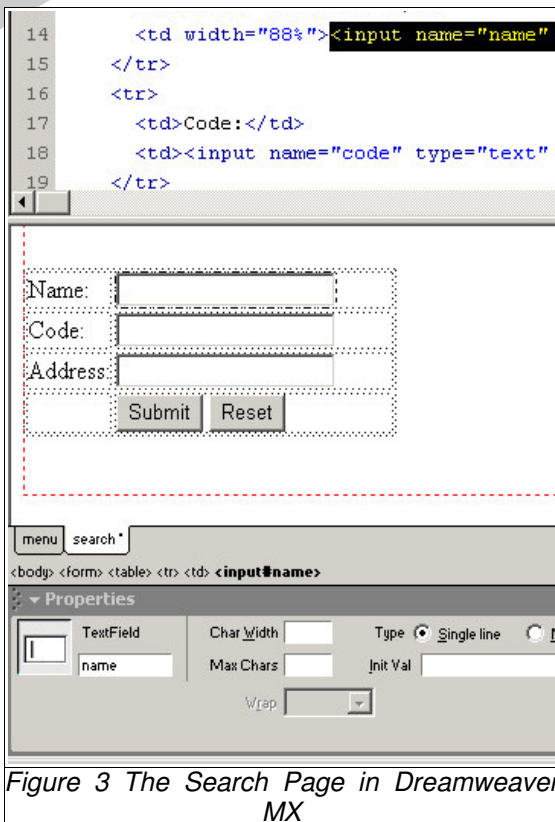 14 <td width="88%"><input name="name"
15 </tr>
16 <tr>
17 <td>Code:</td>
18 <td><input name="code" type="text"
19 </tr>
Name:
Code:
Address:
Submit Reset
menu search*
<body> <form> <table> <tr> <td> <input#name>
Properties
TextField Char Width Type Single line
name Max Chars Init Val
Wrap
Figure 3 The Search Page in Dreamweaver
MX